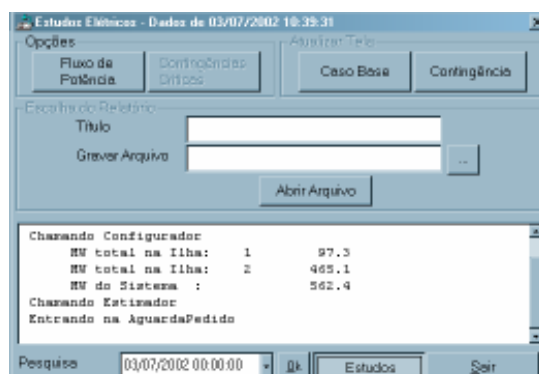 Estudos Elétricos - Dados de 03/07/2002 10:39:31
Opções
Atualizar Tela
Fluxo de Potência
Contingências Críticas
Caso Base
Contingência
Escolha do Relatório
Título
Gravar Arquivo
...
Abrir Arquivo
Chamando Configurador
MW total na Ilha: 1 97.3
MW total na Ilha: 2 465.1
MW do Sistema : 562.4
Chamando Estimador
Entrando na AguardaPedido
Pesquisa 03/07/2002 00:00:00 Ok Estudos Sair